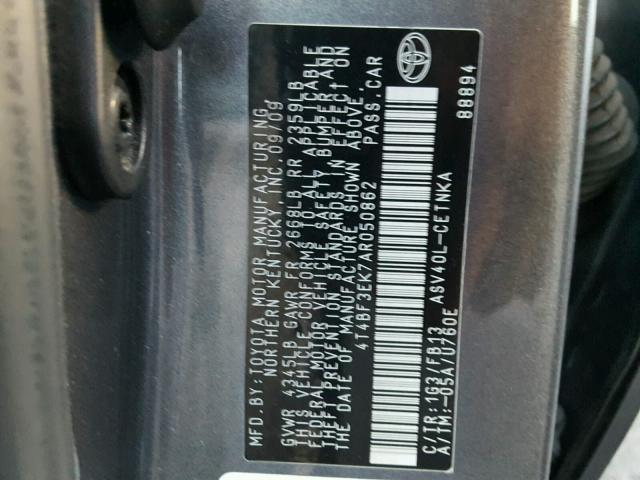 MFD.BY:TOYOTA MOTOR MANUFACTURING,
NORTHERN KENTUCKY, INC. 09/09
GVWR 4345LB GAWR FR 2668LB RR 2359LB
THIS VEHICLE CONFORMS TO ALL APPLICABLE
FEDERAL MOTOR VEHICLE SAFETY, BUMPER AND
THEFT PREVENTION STANDARDS IN EFFECT ON
THE DATE OF MANUFACTURE SHOWN ABOVE.
4T4BF3EK7AR050862 PASS.CAR
C/TR:1G3/FB13 ASV40L-CETNKA
A/TM:-05A/U760E 88894